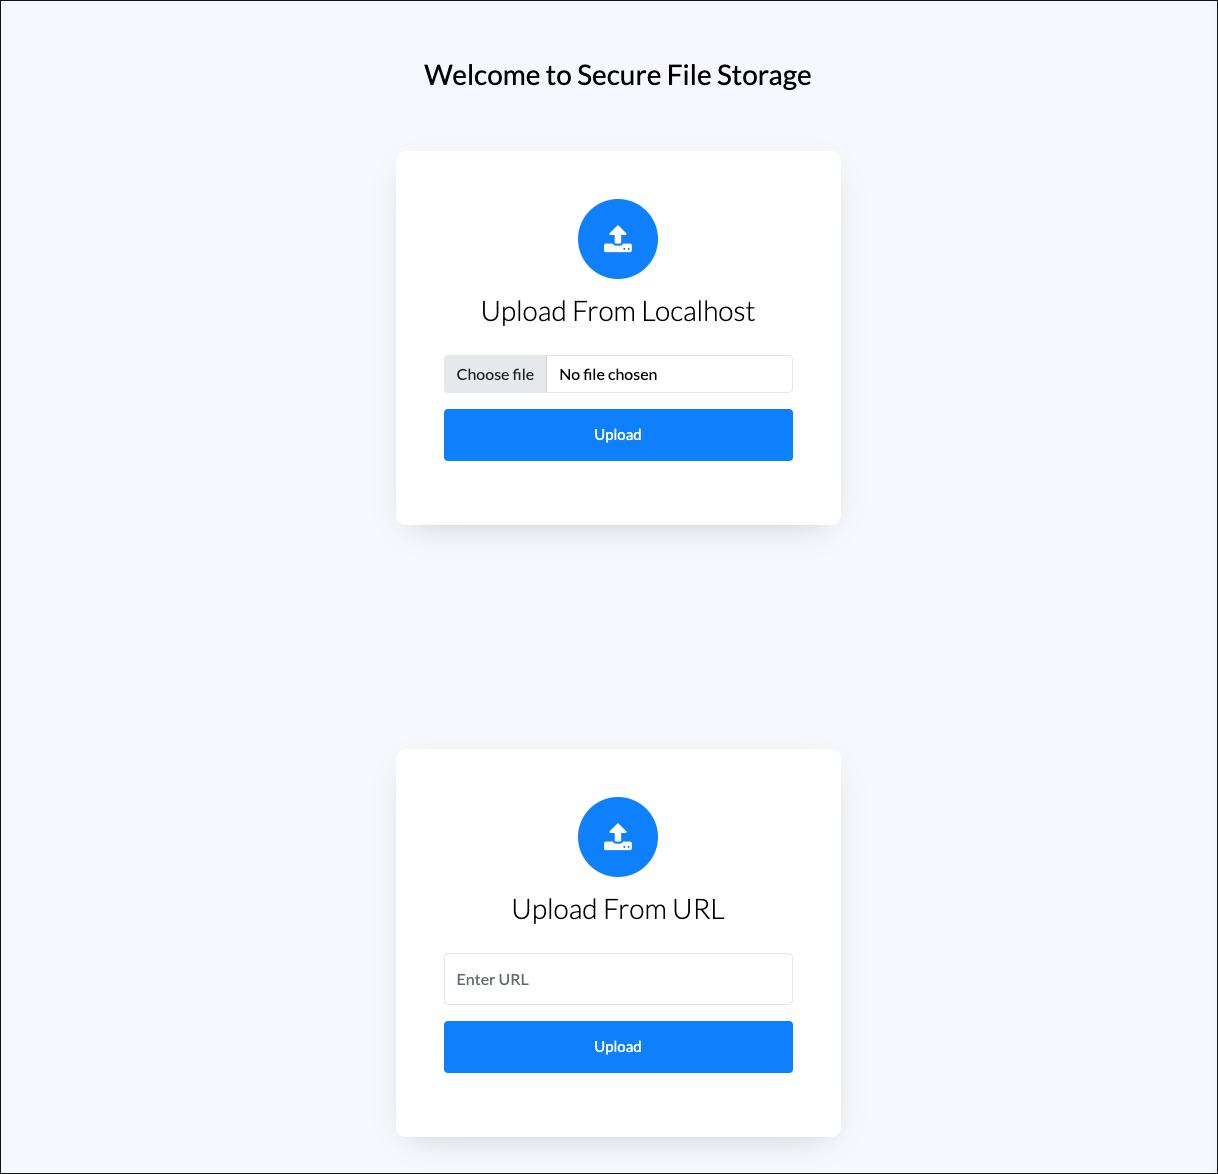 Welcome to Secure File Storage
Upload From Localhost
Choose file No file chosen
Upload
Upload From URL
Enter URL
Upload